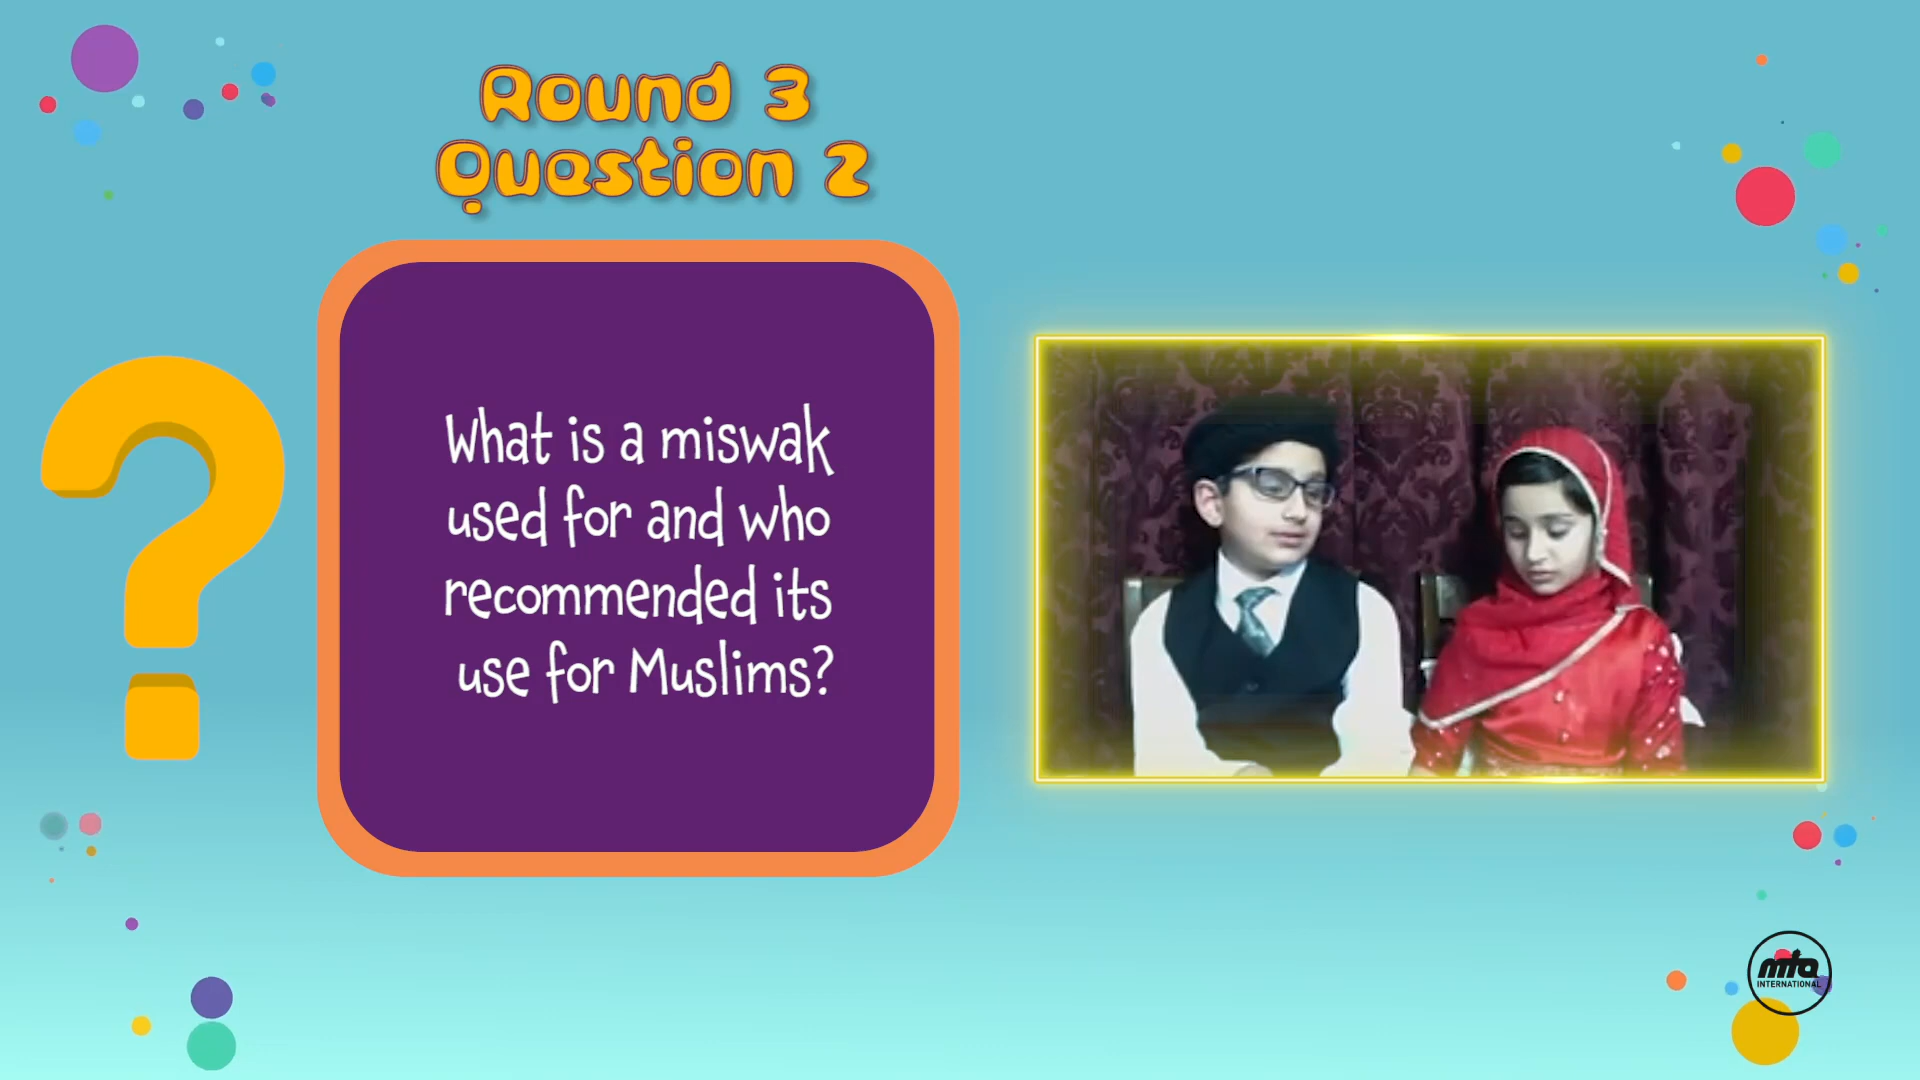 Round 3
Question 2
What is a miswak
used for and who
recommended its
use for Muslims?
mta
INTERNATIONAL